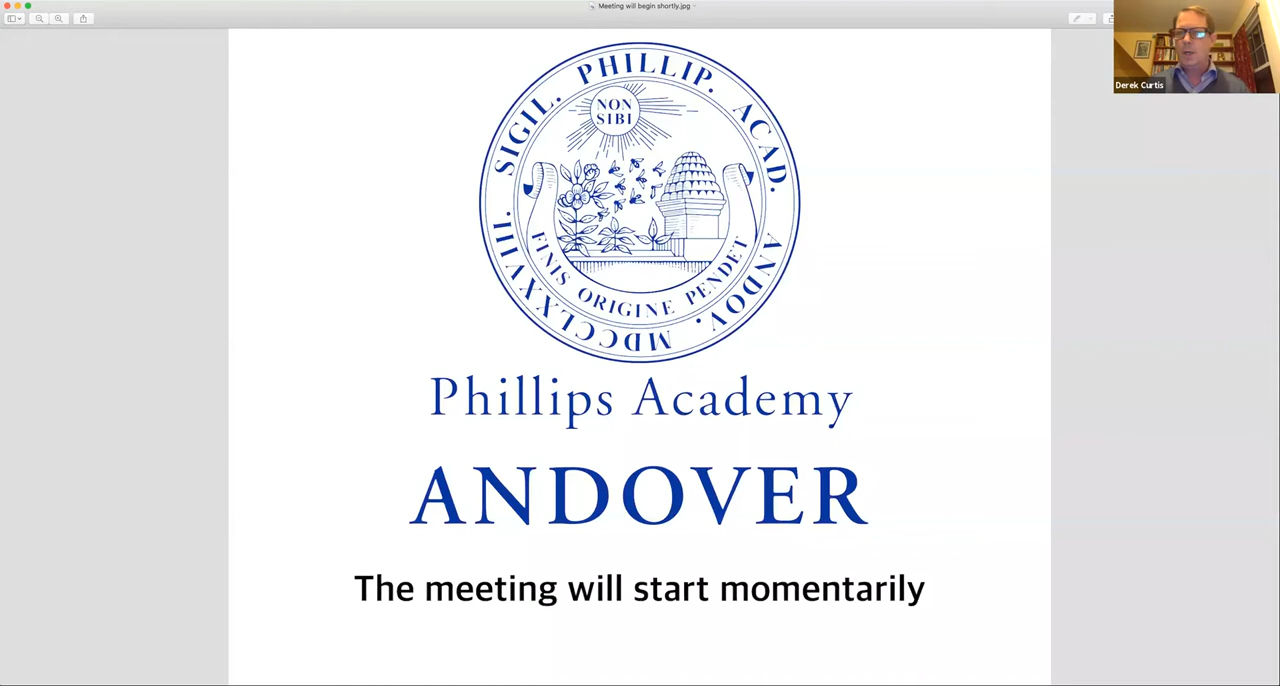 Meeting will begin shortly.jpg
Derek Curtis
SIGIL. PHILLIP. ACAD. ANDOV. MDCCLXXVIII.
NON
SIBI
FINIS ORIGINE PENDET
Phillips Academy
ANDOVER
The meeting will start momentarily